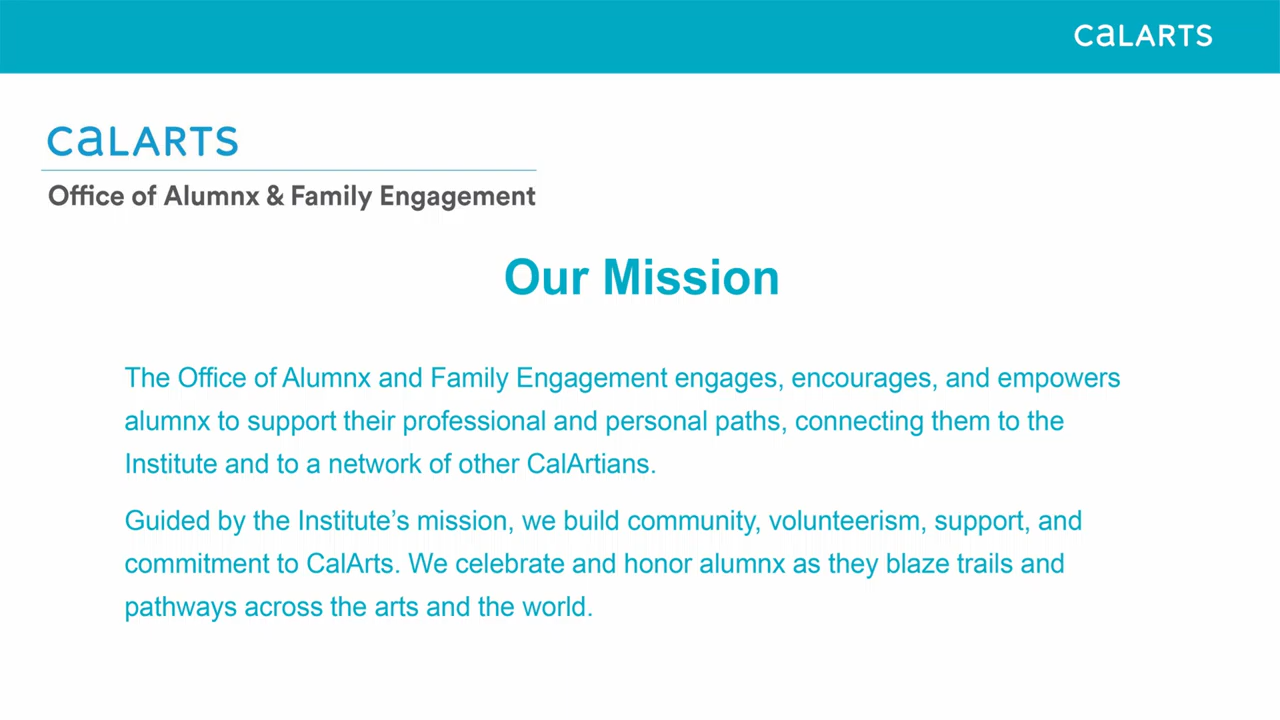 CaLARTS
CaLARTS
Office of Alumnx & Family Engagement
Our Mission
The Office of Alumnx and Family Engagement engages, encourages, and empowers
alumnx to support their professional and personal paths, connecting them to the
Institute and to a network of other CalArtians.
Guided by the Institute’s mission, we build community, volunteerism, support, and
commitment to CalArts. We celebrate and honor alumnx as they blaze trails and
pathways across the arts and the world.